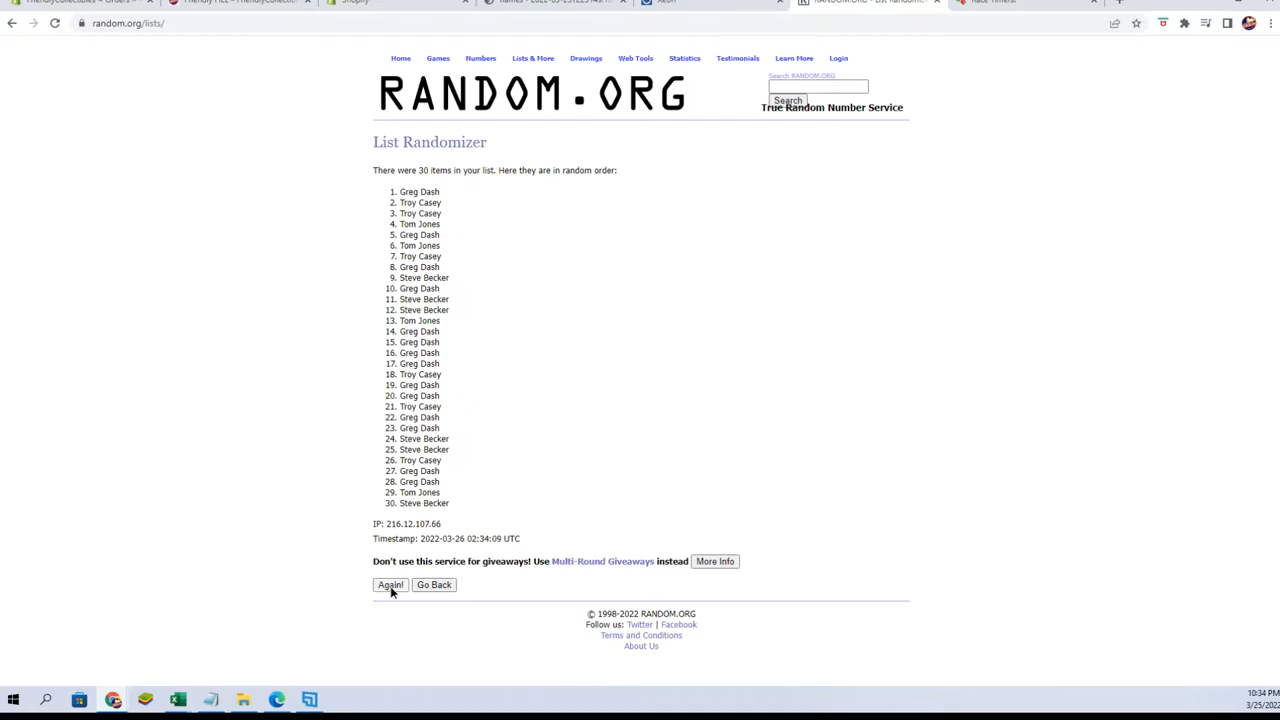 random.org/lists/
Home Games Numbers Lists & More Drawings Web Tools Statistics Testimonials Learn More Login
RANDOM.ORG
Search RANDOM.ORG
Search
True Random Number Service
List Randomizer
There were 30 items in your list. Here they are in random order:
1. Greg Dash
2. Troy Casey
3. Troy Casey
4. Tom Jones
5. Greg Dash
6. Tom Jones
7. Troy Casey
8. Greg Dash
9. Steve Becker
10. Greg Dash
11. Steve Becker
12. Steve Becker
13. Tom Jones
14. Greg Dash
15. Greg Dash
16. Greg Dash
17. Greg Dash
18. Troy Casey
19. Greg Dash
20. Greg Dash
21. Troy Casey
22. Greg Dash
23. Greg Dash
24. Steve Becker
25. Steve Becker
26. Troy Casey
27. Greg Dash
28. Greg Dash
29. Tom Jones
30. Steve Becker
IP: 216.12.107.66
Timestamp: 2022-03-26 02:34:09 UTC
Don't use this service for giveaways! Use Multi-Round Giveaways instead More Info
Again! Go Back
© 1998-2022 RANDOM.ORG
Follow us: Twitter | Facebook
Terms and Conditions
About Us
10:34 PM